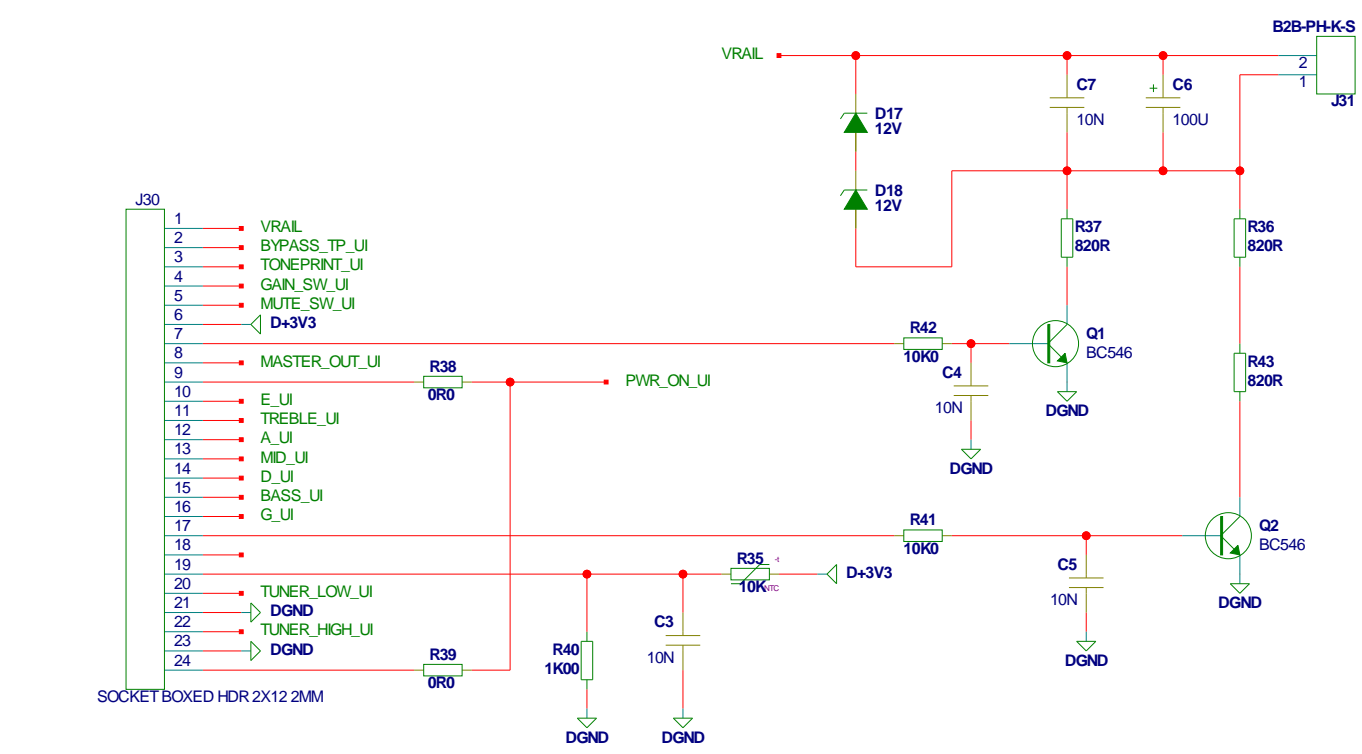 B2B-PH-K-S
VRAIL
2
1
J31
C7
10N
+
C6
100U
D17
12V
D18
12V
R37
820R
R36
820R
J30
1
VRAIL
2
BYPASS_TP_UI
3
TONEPRINT_UI
4
GAIN_SW_UI
5
MUTE_SW_UI
6
D+3V3
7
8
MASTER_OUT_UI
9
10
E_UI
11
TREBLE_UI
12
A_UI
13
MID_UI
14
D_UI
15
BASS_UI
16
G_UI
17
18
19
20
TUNER_LOW_UI
21
DGND
22
TUNER_HIGH_UI
23
DGND
24
SOCKET BOXED HDR 2X12 2MM
R38
0R0
PWR_ON_UI
R42
10K0
C4
10N
DGND
Q1
BC546
DGND
R43
820R
R41
10K0
C5
10N
DGND
Q2
BC546
DGND
R35
-t
10K
NTC
D+3V3
C3
10N
R40
1K00
DGND
DGND
R39
0R0